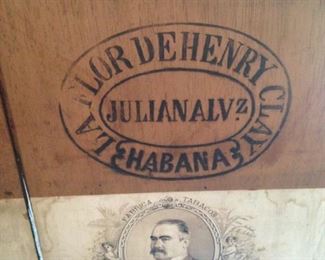 LA FLOR DE HENRY CLAY
JULIAN ALVz
HABANA
FABRICA TABACOS